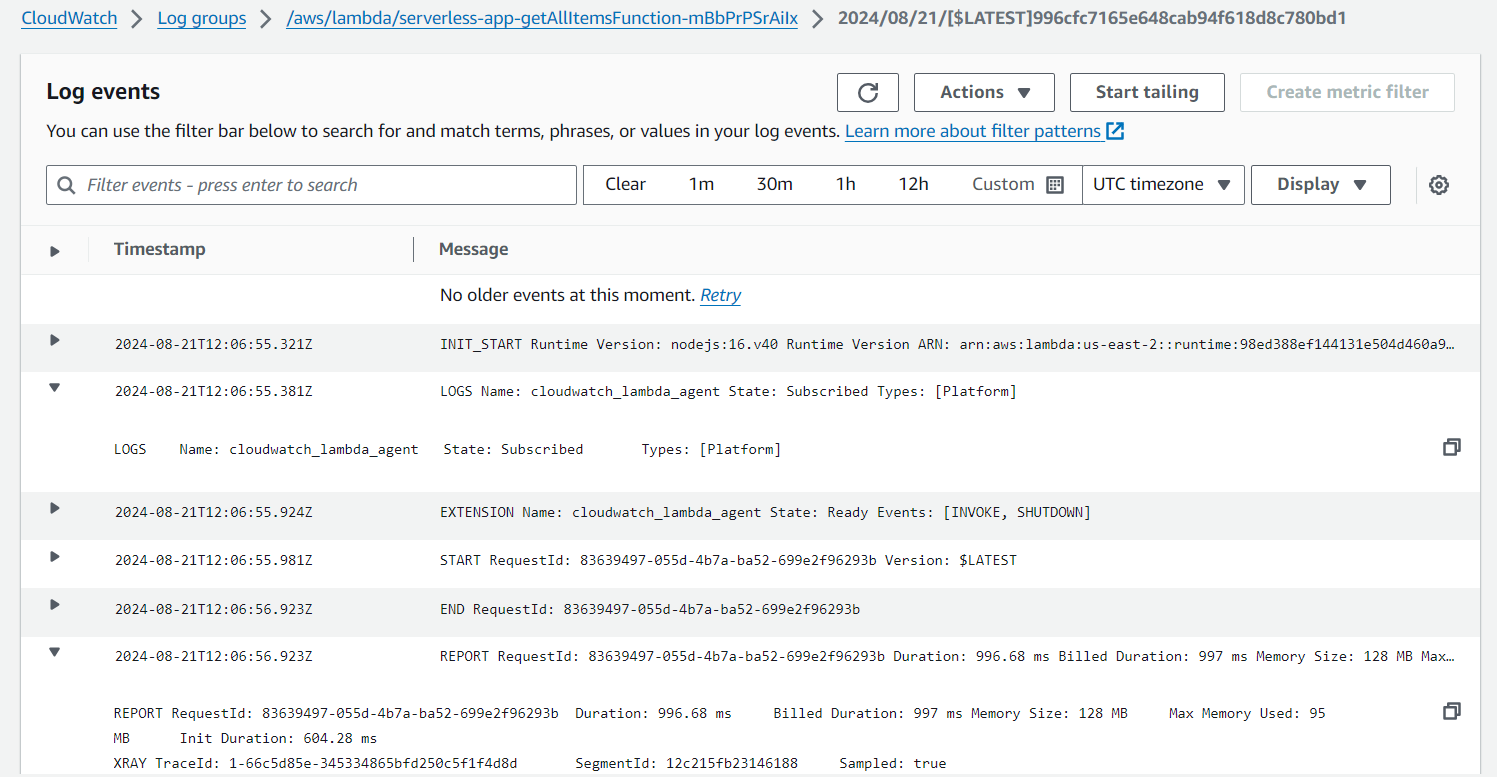 CloudWatch > Log groups > /aws/lambda/serverless-app-getAllItemsFunction-mBbPrPSrAiIx > 2024/08/21/[$LATEST]996cfc7165e648cab94f618d8c780bd1
Log events
Actions
Start tailing
Create metric filter
You can use the filter bar below to search for and match terms, phrases, or values in your log events. Learn more about filter patterns
Filter events - press enter to search
Clear 1m 30m 1h 12h Custom UTC timezone Display
Timestamp Message
No older events at this moment. Retry
2024-08-21T12:06:55.321Z INIT_START Runtime Version: nodejs:16.v40 Runtime Version ARN: arn:aws:lambda:us-east-2::runtime:98ed388ef144131e504d460a9…
2024-08-21T12:06:55.381Z LOGS Name: cloudwatch_lambda_agent State: Subscribed Types: [Platform]
LOGS Name: cloudwatch_lambda_agent State: Subscribed Types: [Platform]
2024-08-21T12:06:55.924Z EXTENSION Name: cloudwatch_lambda_agent State: Ready Events: [INVOKE, SHUTDOWN]
2024-08-21T12:06:55.981Z START RequestId: 83639497-055d-4b7a-ba52-699e2f96293b Version: $LATEST
2024-08-21T12:06:56.923Z END RequestId: 83639497-055d-4b7a-ba52-699e2f96293b
2024-08-21T12:06:56.923Z REPORT RequestId: 83639497-055d-4b7a-ba52-699e2f96293b Duration: 996.68 ms Billed Duration: 997 ms Memory Size: 128 MB Max…
REPORT RequestId: 83639497-055d-4b7a-ba52-699e2f96293b Duration: 996.68 ms Billed Duration: 997 ms Memory Size: 128 MB Max Memory Used: 95
MB Init Duration: 604.28 ms
XRAY TraceId: 1-66c5d85e-345334865bfd250c5f1f4d8d SegmentId: 12c215fb23146188 Sampled: true